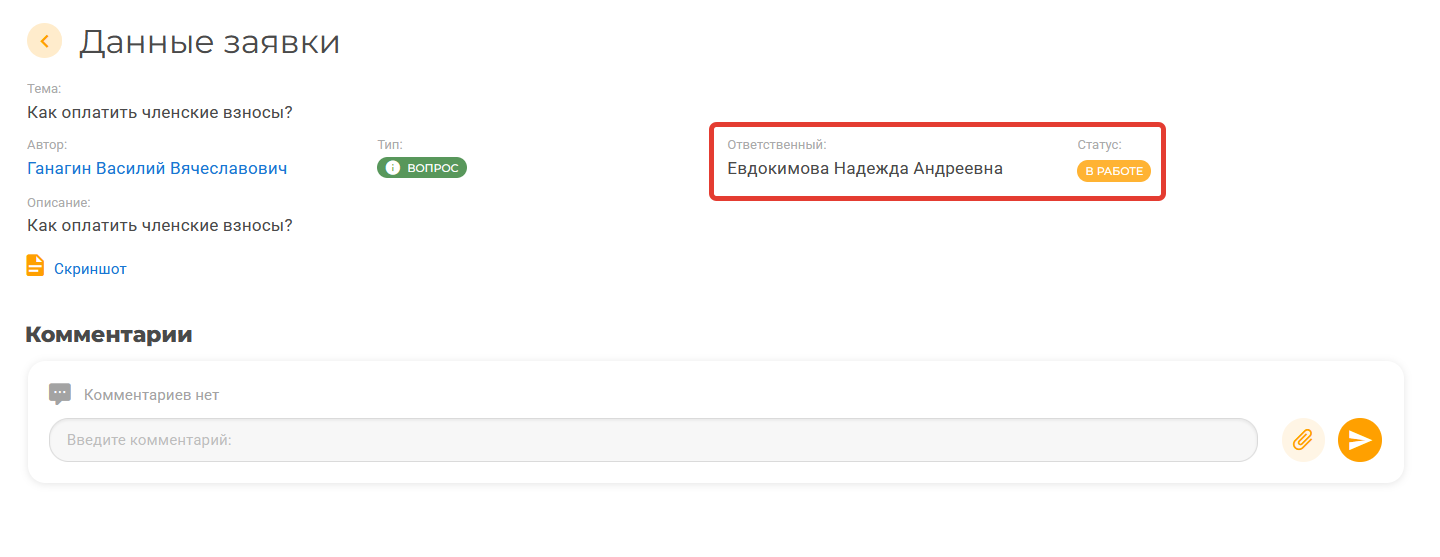 Данные заявки
Тема:
Как оплатить членские взносы?
Автор:
Тип:
Ответственный:
Статус:
Ганагин Василий Вячеславович
ВОПРОС
Евдокимова Надежда Андреевна
В РАБОТЕ
Описание:
Как оплатить членские взносы?
Скриншот
Комментарии
Комментариев нет
Введите комментарий: